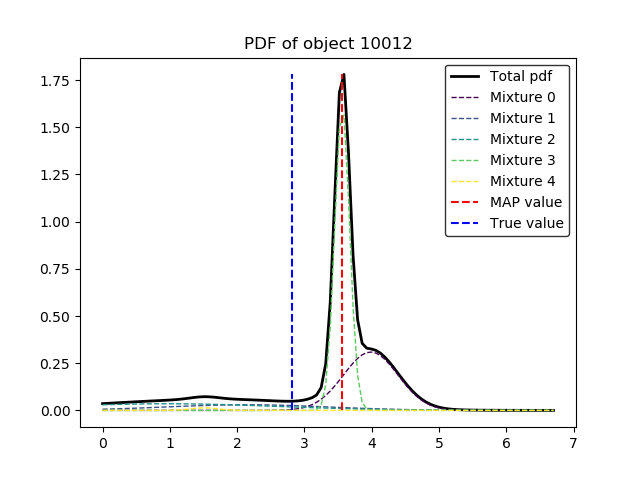 PDF of object 10012
1.75
1.50
1.25
1.00
0.75
0.50
0.25
0.00
0 1 2 3 4 5 6 7
Total pdf
Mixture 0
Mixture 1
Mixture 2
Mixture 3
Mixture 4
MAP value
True value